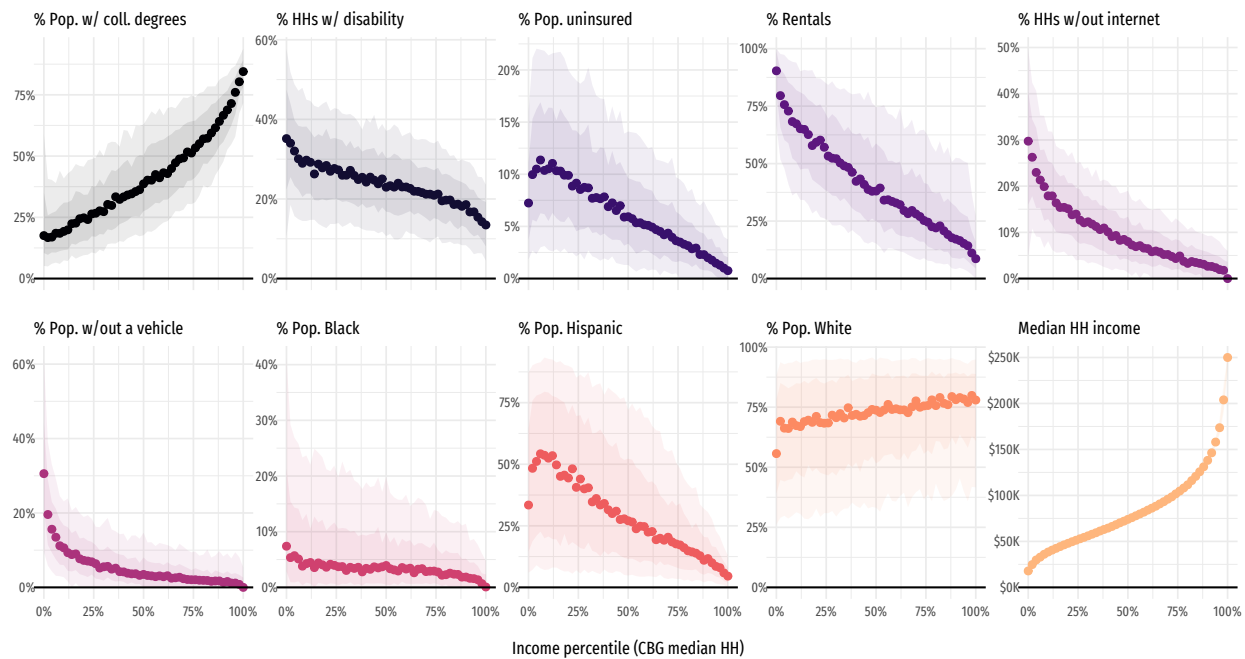 % Pop. w/ coll. degrees
% HHs w/ disability
% Pop. uninsured
% Rentals
% HHs w/out internet
75%
50%
25%
0%
60%
40%
20%
0%
20%
15%
10%
5%
0%
100%
75%
50%
25%
0%
50%
40%
30%
20%
10%
0%
% Pop. w/out a vehicle
% Pop. Black
% Pop. Hispanic
% Pop. White
Median HH income
60%
40%
20%
0%
40%
30%
20%
10%
0%
75%
50%
25%
0%
100%
75%
50%
25%
0%
$250K
$200K
$150K
$100K
$50K
$0K
0% 25% 50% 75% 100%
0% 25% 50% 75% 100%
0% 25% 50% 75% 100%
0% 25% 50% 75% 100%
0% 25% 50% 75% 100%
Income percentile (CBG median HH)